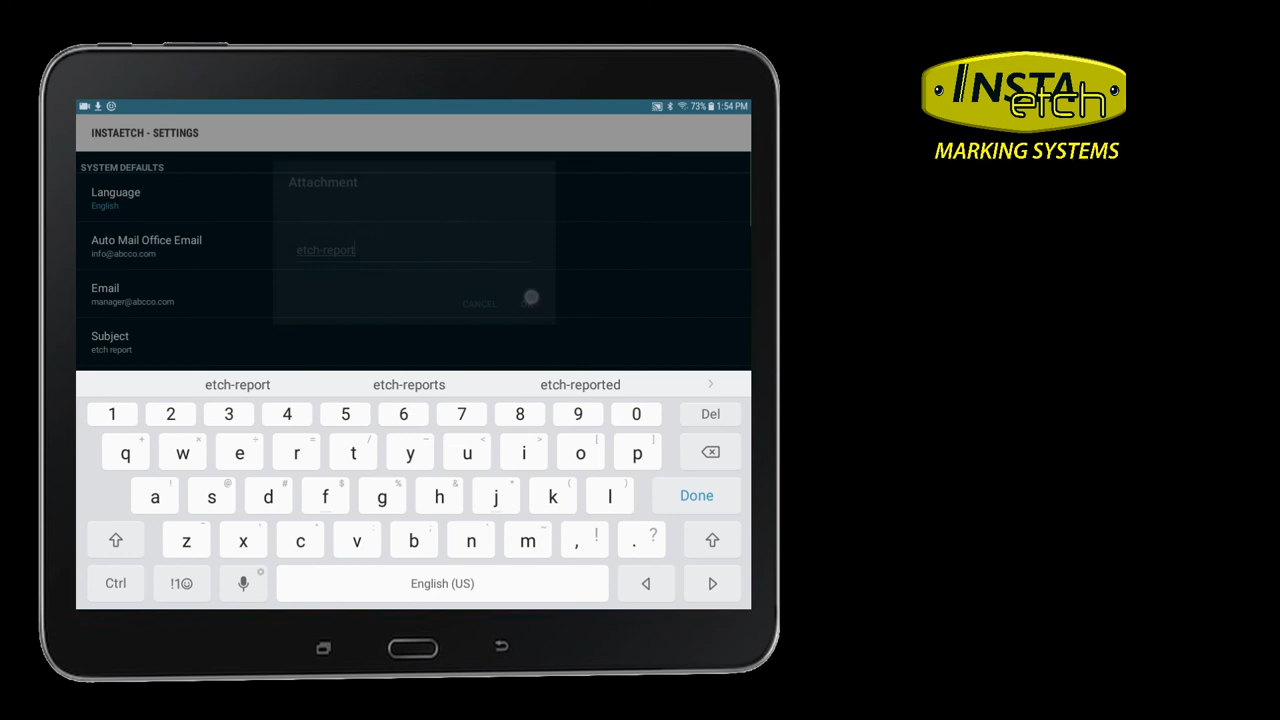 INSTA
etch
MARKING SYSTEMS
73% 1:54 PM
INSTAETCH - SETTINGS
SYSTEM DEFAULTS
Language
English
Auto Mail Office Email
info@abcco.com
Email
manager@abcco.com
Subject
etch report
Attachment
etch-report
CANCEL
etch-report etch-reports etch-reported
1 2 3 4 5 6 7 8 9 0 Del
q w e r t y u i o p
a s d f g h j k l Done
z x c v b n m , ! . ?
Ctrl !1☺ English (US)